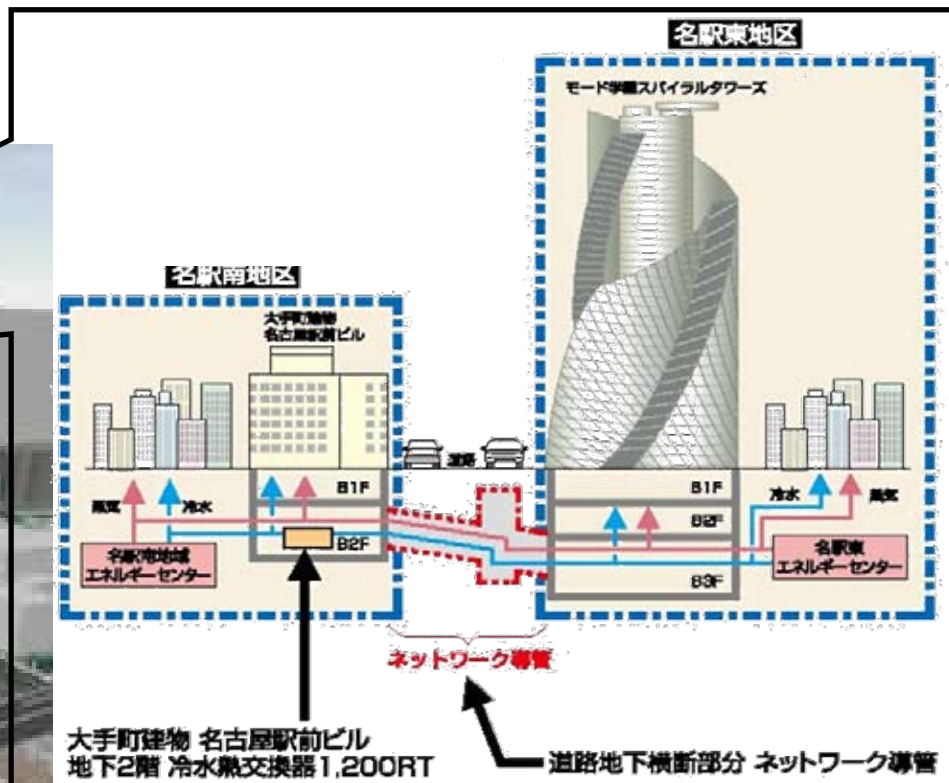 名駅東地区
モード学園スパイラルタワーズ
名駅南地区
大手町建物
名古屋駅前ビル
道路
B1F
B2F
蒸気
冷水
名駅南地域
エネルギーセンター
B1F
B2F
B3F
冷水
蒸気
名駅東
エネルギーセンター
ネットワーク導管
大手町建物 名古屋駅前ビル
地下2階 冷水熱交換器1,200RT
道路地下横断部分 ネットワーク導管